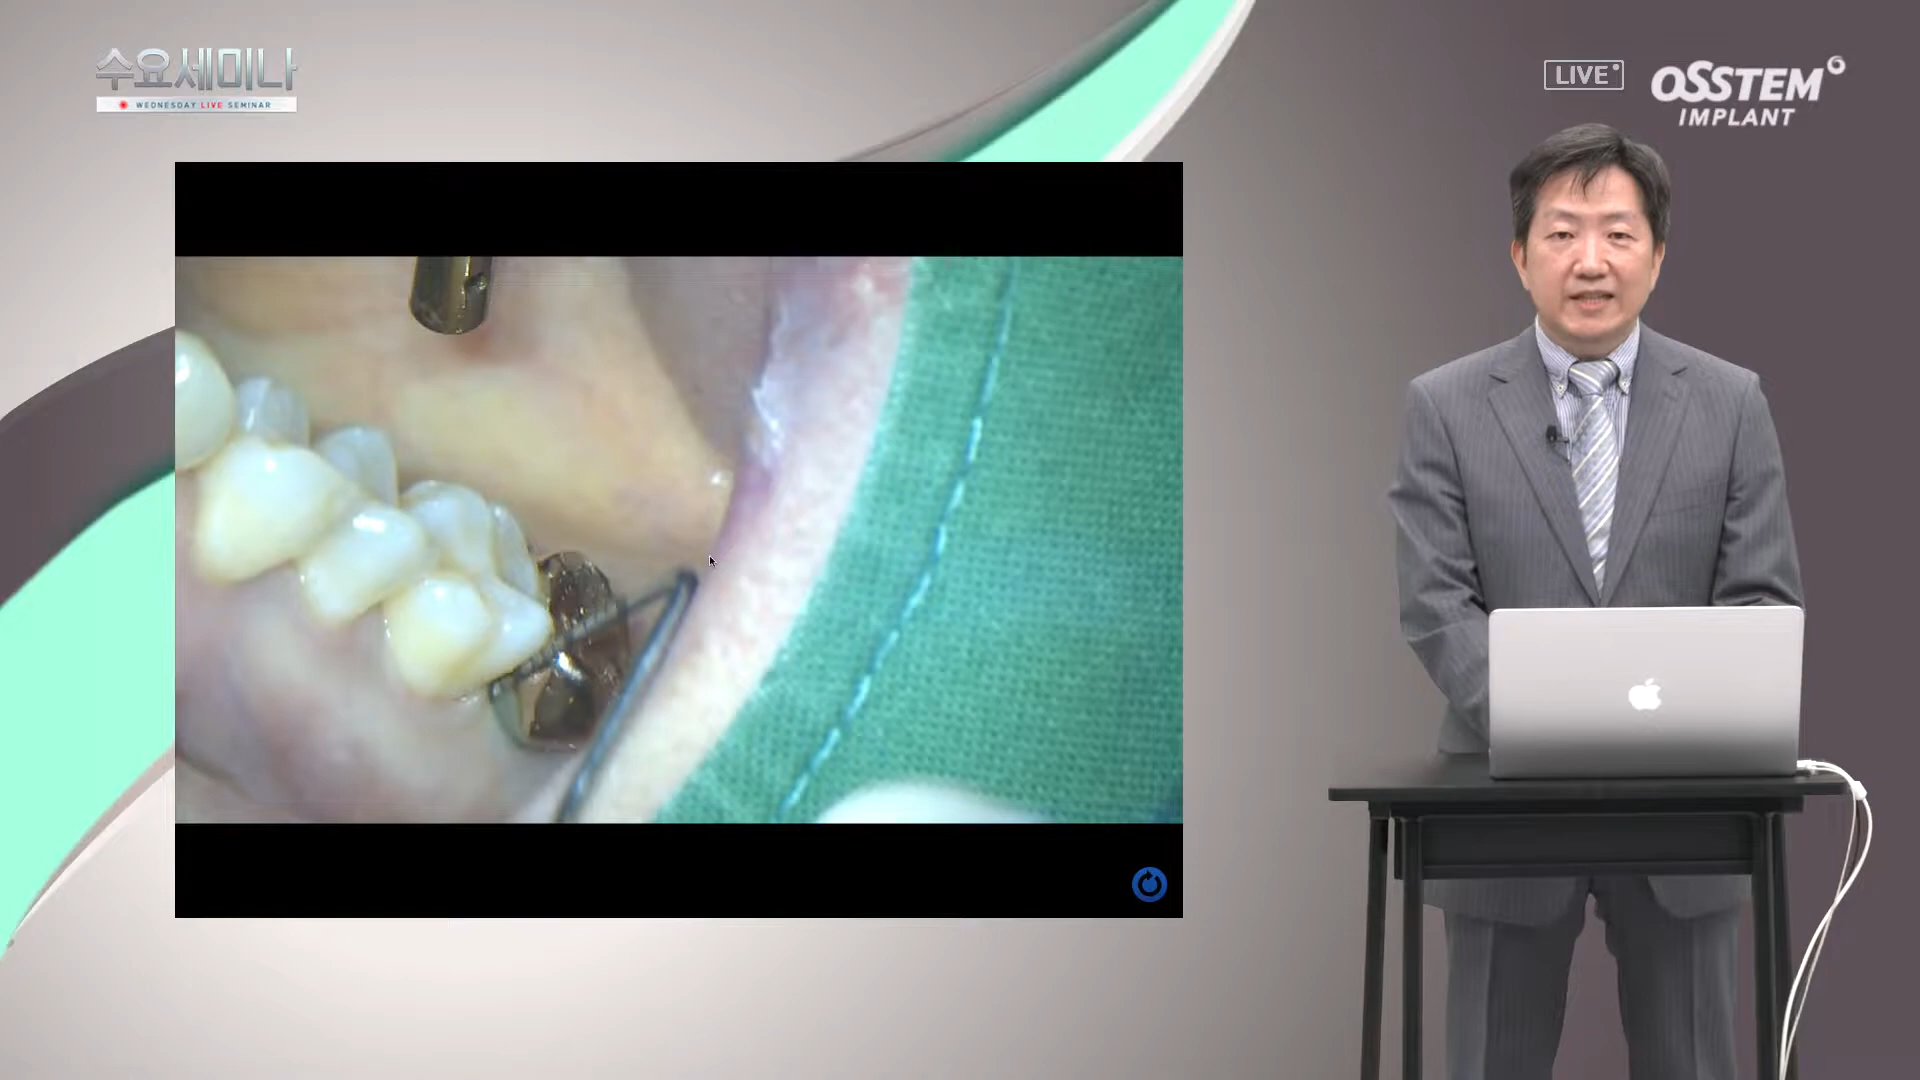 수요세미나
WEDNESDAY LIVE SEMINAR
LIVE
OSSTEM
IMPLANT